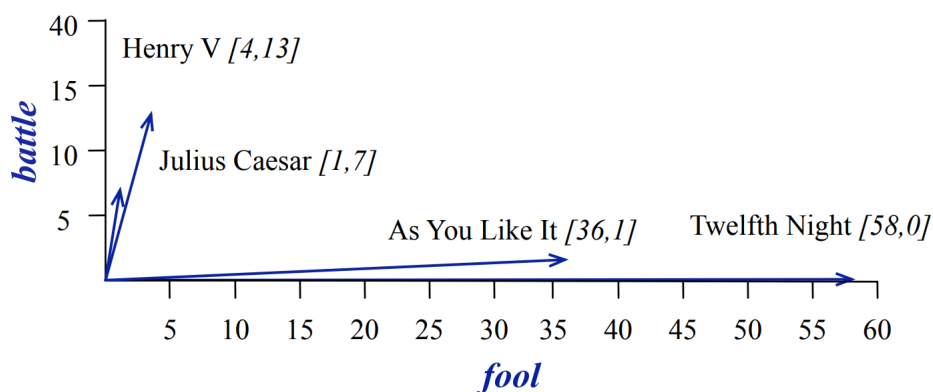 40
Henry V [4,13]
15
battle
10
Julius Caesar [1,7]
5
As You Like It [36,1]
Twelfth Night [58,0]
5 10 15 20 25 30 35 40 45 50 55 60
fool